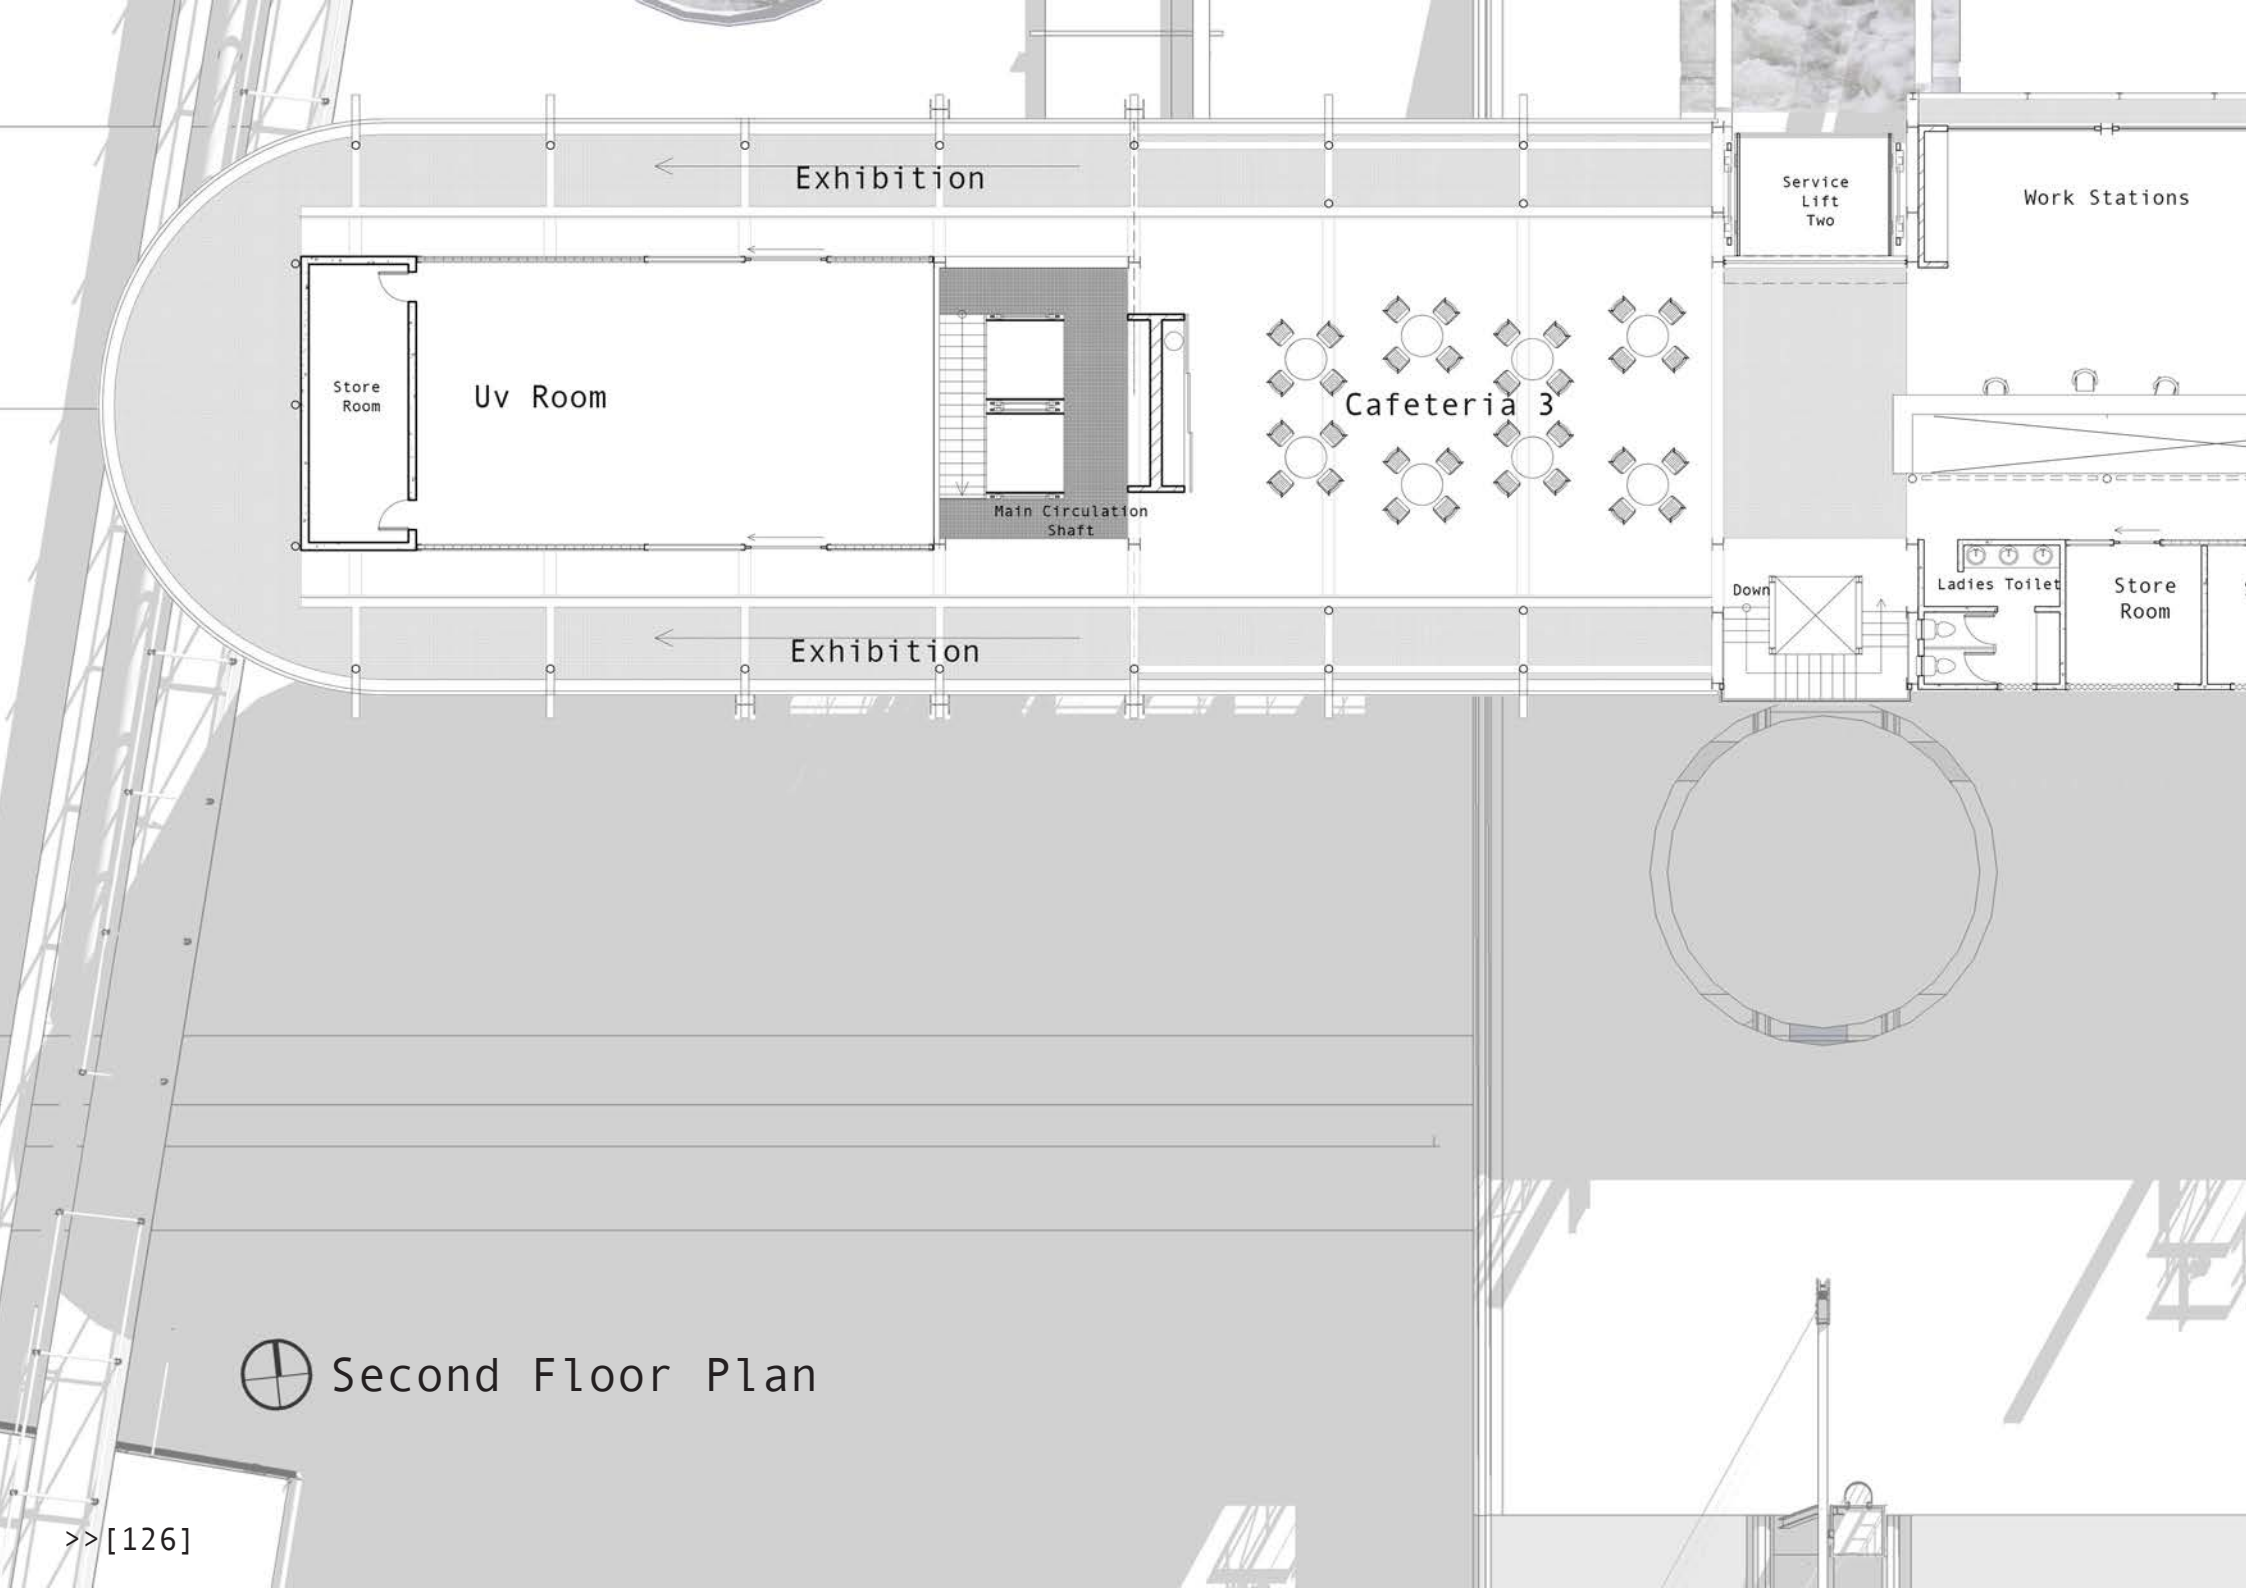 Exhibition
Service
Lift
Two
Work Stations
Store
Room
Uv Room
Cafeteria 3
Main Circulation
Shaft
Down
Ladies Toilet
Store
Room
Exhibition
Second Floor Plan
>>[126]